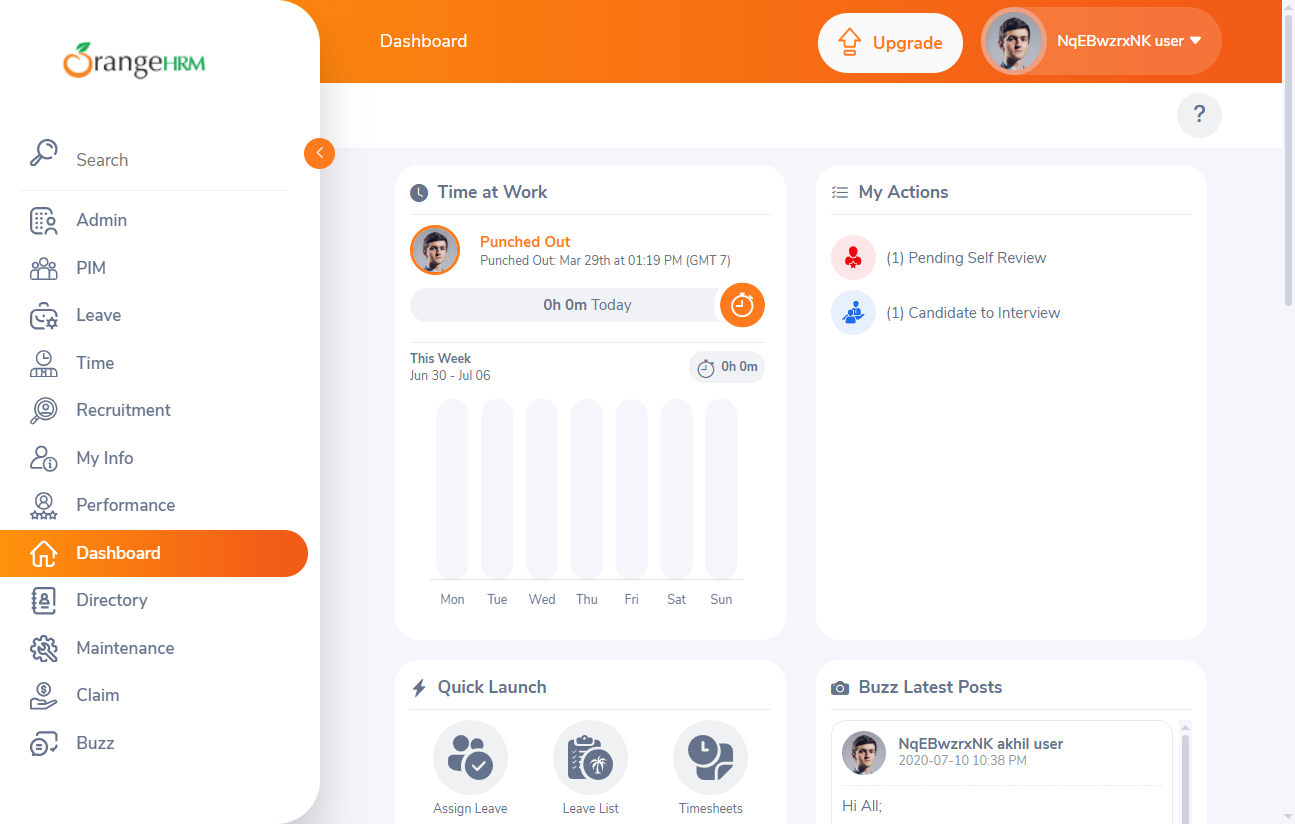 OrangeHRM
Search
Admin
PIM
Leave
Time
Recruitment
My Info
Performance
Dashboard
Directory
Maintenance
Claim
Buzz
Dashboard
Upgrade
NqEBwzrxNK user
?
Time at Work
Punched Out
Punched Out: Mar 29th at 01:19 PM (GMT 7)
0h 0m Today
This Week
Jun 30 - Jul 06
0h 0m
Mon Tue Wed Thu Fri Sat Sun
My Actions
(1) Pending Self Review
(1) Candidate to Interview
Quick Launch
Assign Leave
Leave List
Timesheets
Buzz Latest Posts
NqEBwzrxNK akhil user
2020-07-10 10:38 PM
Hi All;